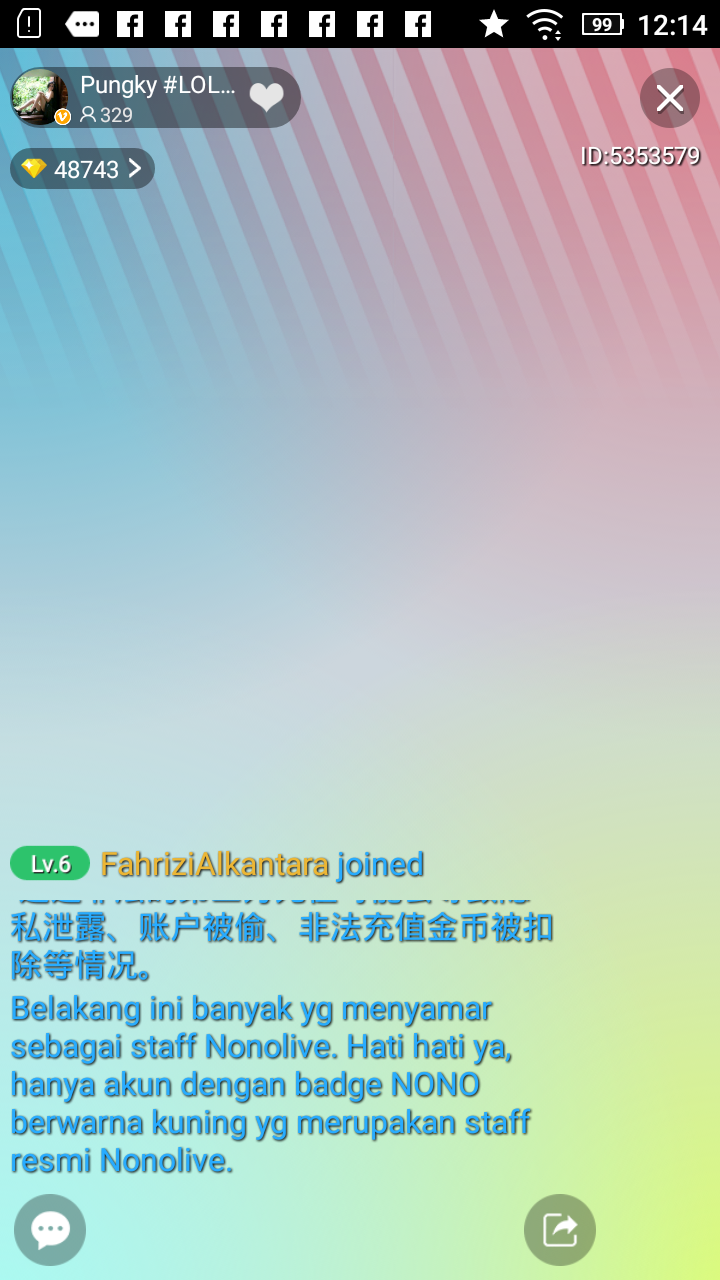 99 12:14
Pungky #LOL...
329
48743
ID:5353579
Lv.6 FahriziAlkantara joined
私泄露、账户被偷、非法充值金币被扣
除等情况。
Belakang ini banyak yg menyamar
sebagai staff Nonolive. Hati hati ya,
hanya akun dengan badge NONO
berwarna kuning yg merupakan staff
resmi Nonolive.